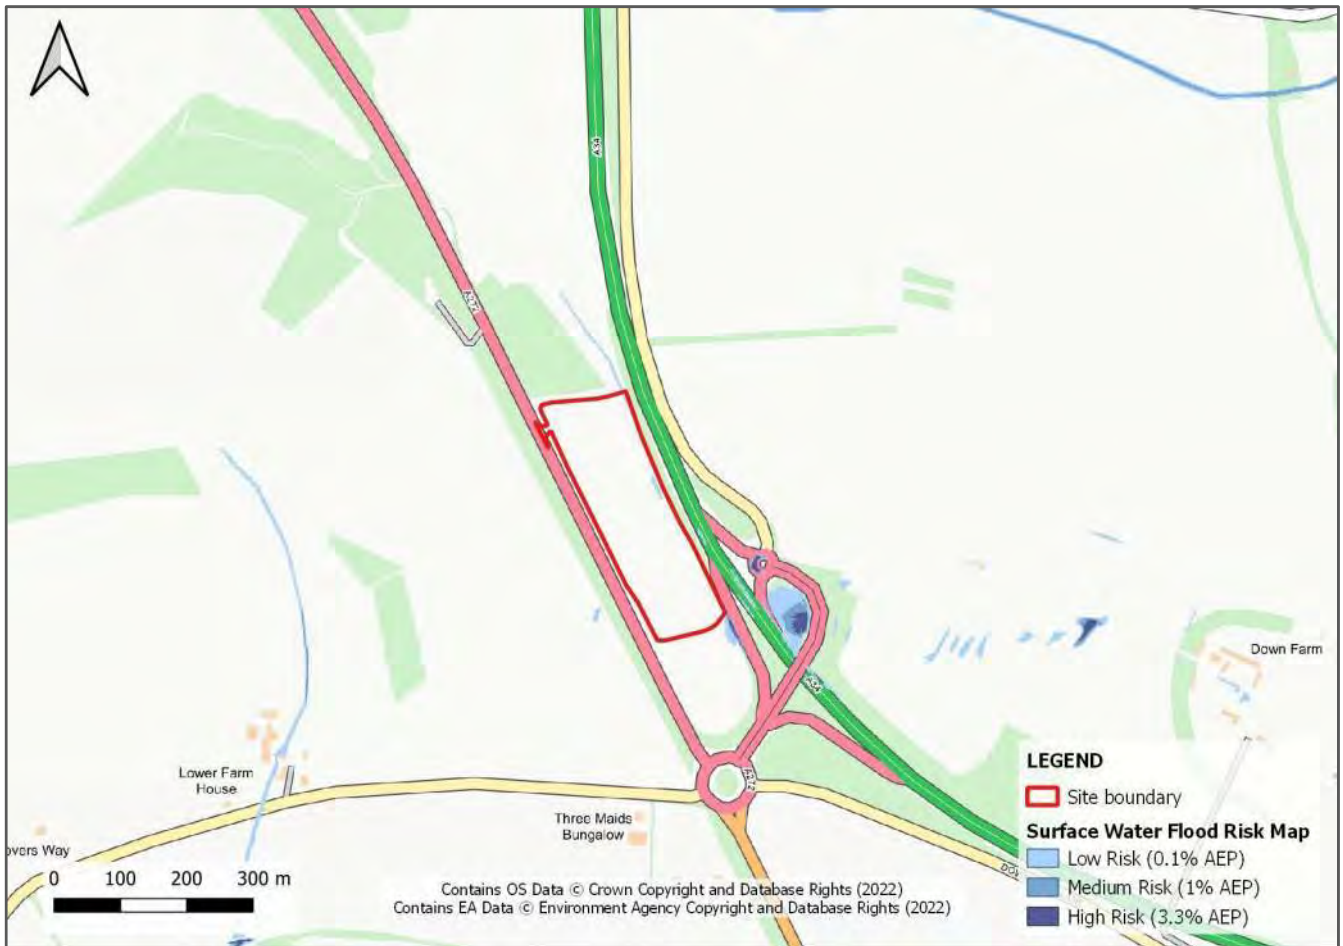 A34
A272
Down Farm
A34
Lower Farm
House
A272
Three Maids
Bungalow
overs Way
LEGEND
Site boundary
Surface Water Flood Risk Map
Low Risk (0.1% AEP)
Medium Risk (1% AEP)
High Risk (3.3% AEP)
0 100 200 300 m
Contains OS Data © Crown Copyright and Database Rights (2022)
Contains EA Data © Environment Agency Copyright and Database Rights (2022)